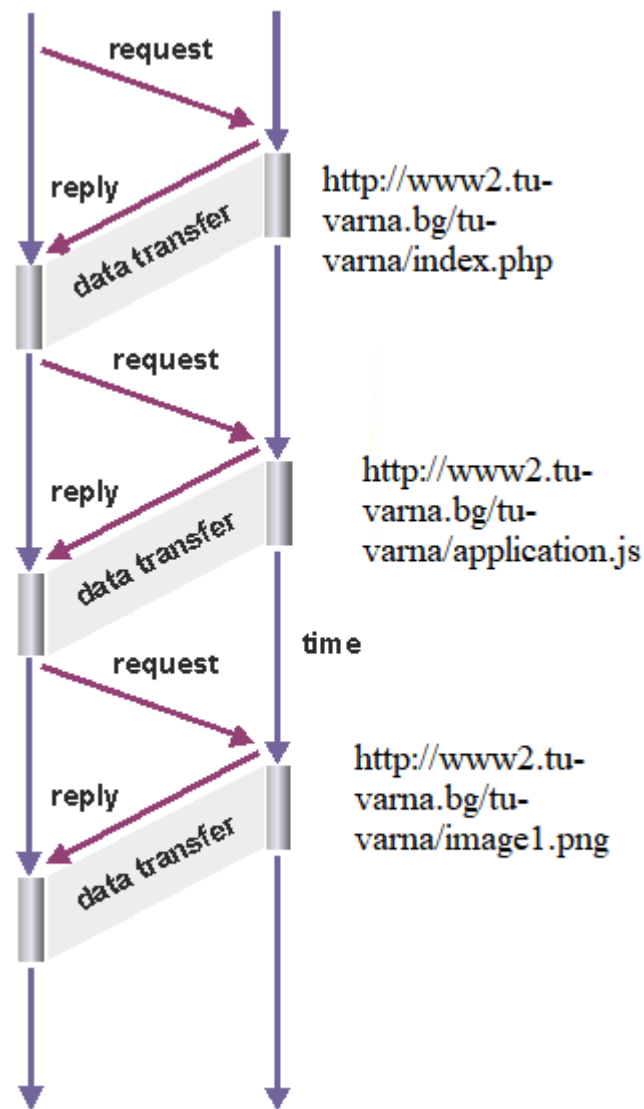 request
reply
data transfer
http://www2.tu-
varna.bg/tu-
varna/index.php
request
reply
data transfer
http://www2.tu-
varna.bg/tu-
varna/application.js
time
request
reply
data transfer
http://www2.tu-
varna.bg/tu-
varna/image1.png